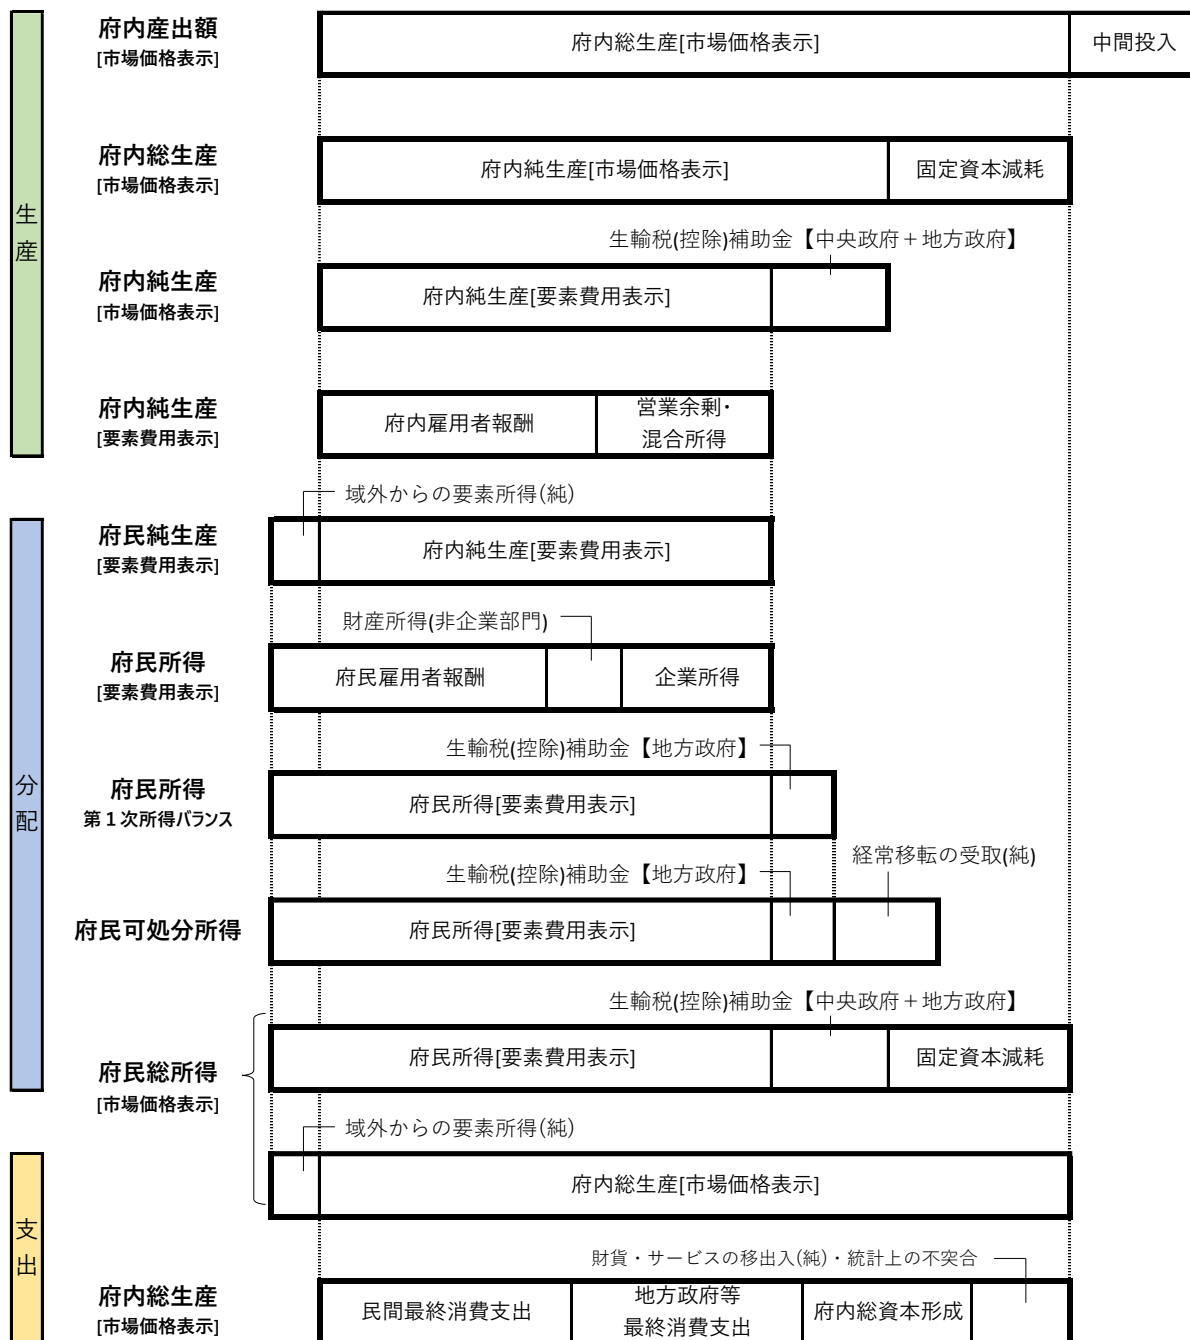 生産
府内産出額
[市場価格表示]
府内総生産[市場価格表示]
中間投入
府内総生産
[市場価格表示]
府内純生産[市場価格表示]
固定資本減耗
生輸税(控除)補助金【中央政府＋地方政府】
府内純生産
[市場価格表示]
府内純生産[要素費用表示]
府内純生産
[要素費用表示]
府内雇用者報酬
営業余剰・
混合所得
分配
域外からの要素所得(純)
府民純生産
[要素費用表示]
府内純生産[要素費用表示]
財産所得(非企業部門)
府民所得
[要素費用表示]
府民雇用者報酬
企業所得
生輸税(控除)補助金【地方政府】
府民所得
第１次所得バランス
府民所得[要素費用表示]
経常移転の受取(純)
生輸税(控除)補助金【地方政府】
府民可処分所得
府民所得[要素費用表示]
生輸税(控除)補助金【中央政府＋地方政府】
府民総所得
[市場価格表示]
府民所得[要素費用表示]
固定資本減耗
支出
域外からの要素所得(純)
府内総生産[市場価格表示]
財貨・サービスの移出入(純)・統計上の不突合
府内総生産
[市場価格表示]
民間最終消費支出
地方政府等
最終消費支出
府内総資本形成